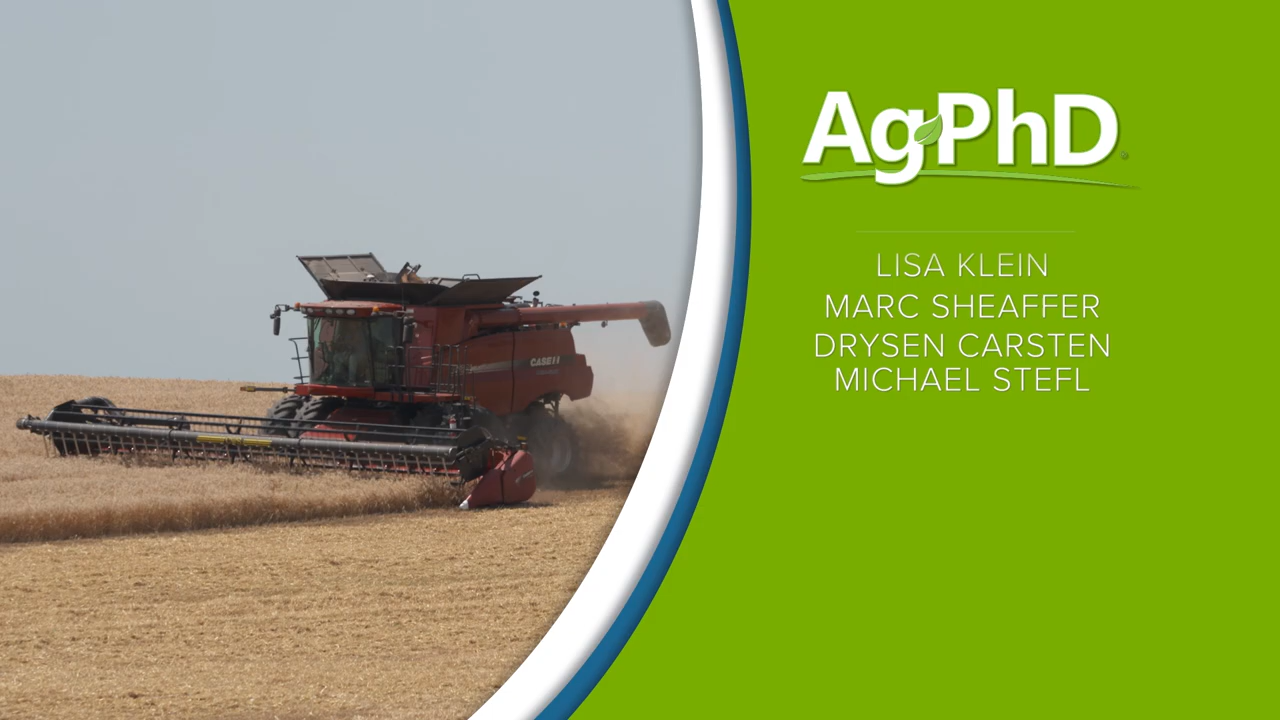 AgPhD
LISA KLEIN
MARC SHEAFFER
DRYSEN CARSTEN
MICHAEL STEFL
CASE IH